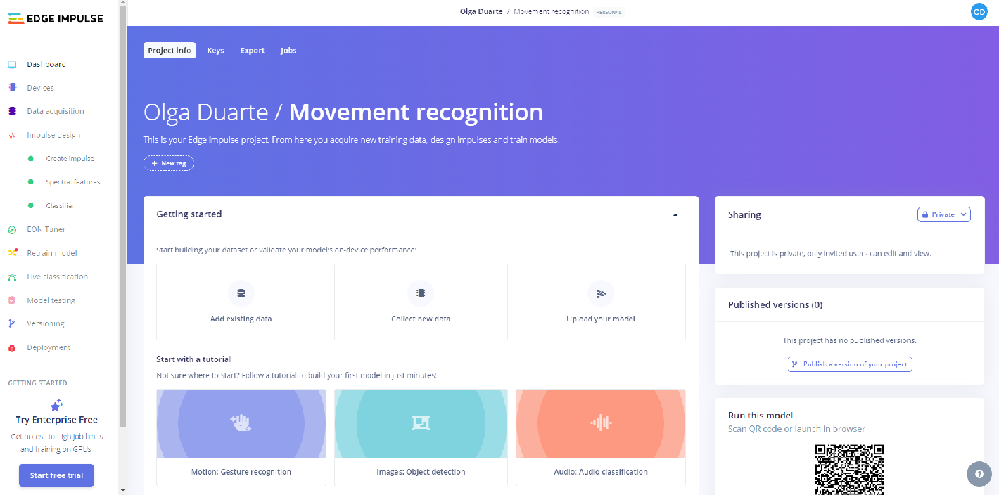 EDGE IMPULSE
Dashboard
Devices
Data acquisition
Impulse design
Create impulse
Spectral features
Classifier
EON Tuner
Retrain model
Live classification
Model testing
Versioning
Deployment
GETTING STARTED
Try Enterprise Free
Get access to high job limits
and training on GPUs
Start free trial
Olga Duarte / Movement recognition PERSONAL
OD
Project info Keys Export Jobs
Olga Duarte / Movement recognition
This is your Edge Impulse project. From here you acquire new training data, design impulses and train models.
+ New tag
Getting started
Start building your dataset or validate your model's on-device performance:
Add existing data
Collect new data
Upload your model
Start with a tutorial
Not sure where to start? Follow a tutorial to build your first model in just minutes!
Motion: Gesture recognition
Images: Object detection
Audio: Audio classification
Sharing
Private
This project is private, only invited users can edit and view.
Published versions (0)
This project has no published versions.
Publish a version of your project
Run this model
Scan QR code or launch in browser
?